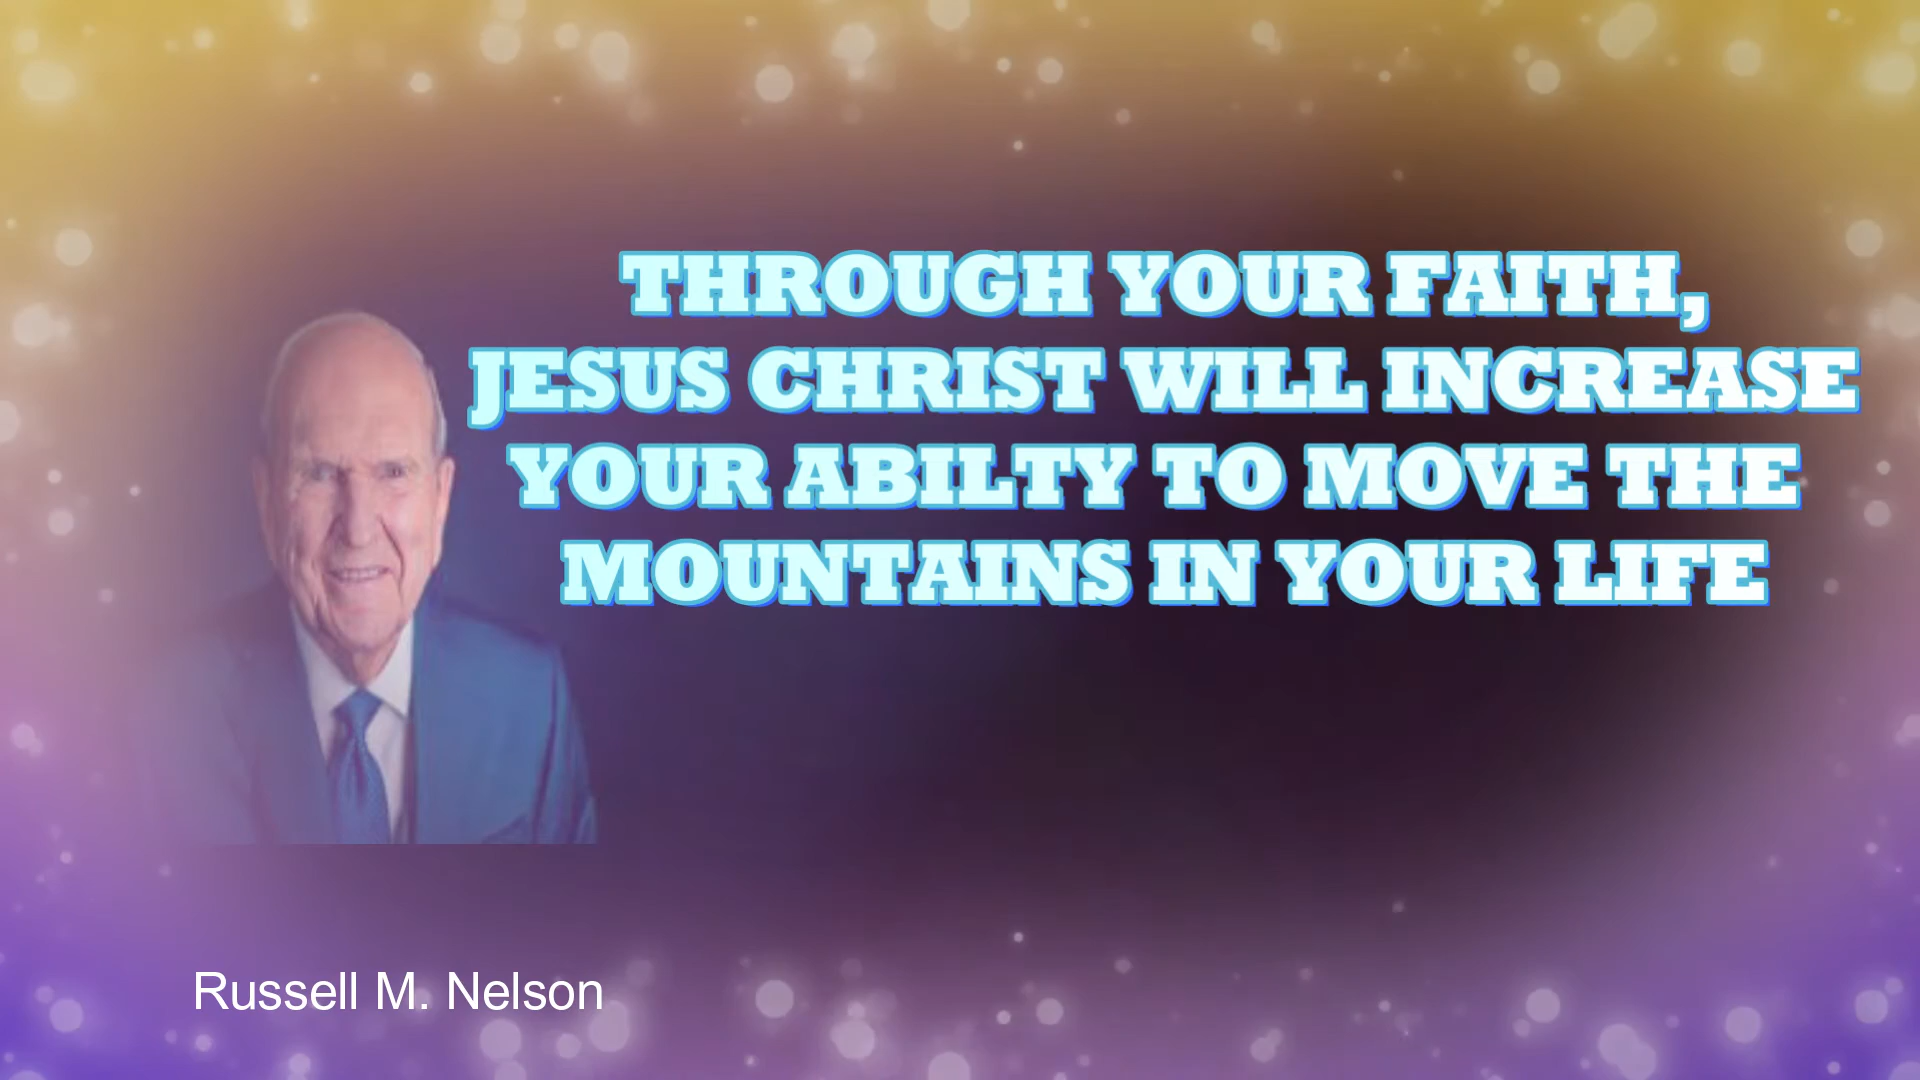 THROUGH YOUR FAITH,
JESUS CHRIST WILL INCREASE
YOUR ABILTY TO MOVE THE
MOUNTAINS IN YOUR LIFE
Russell M. Nelson